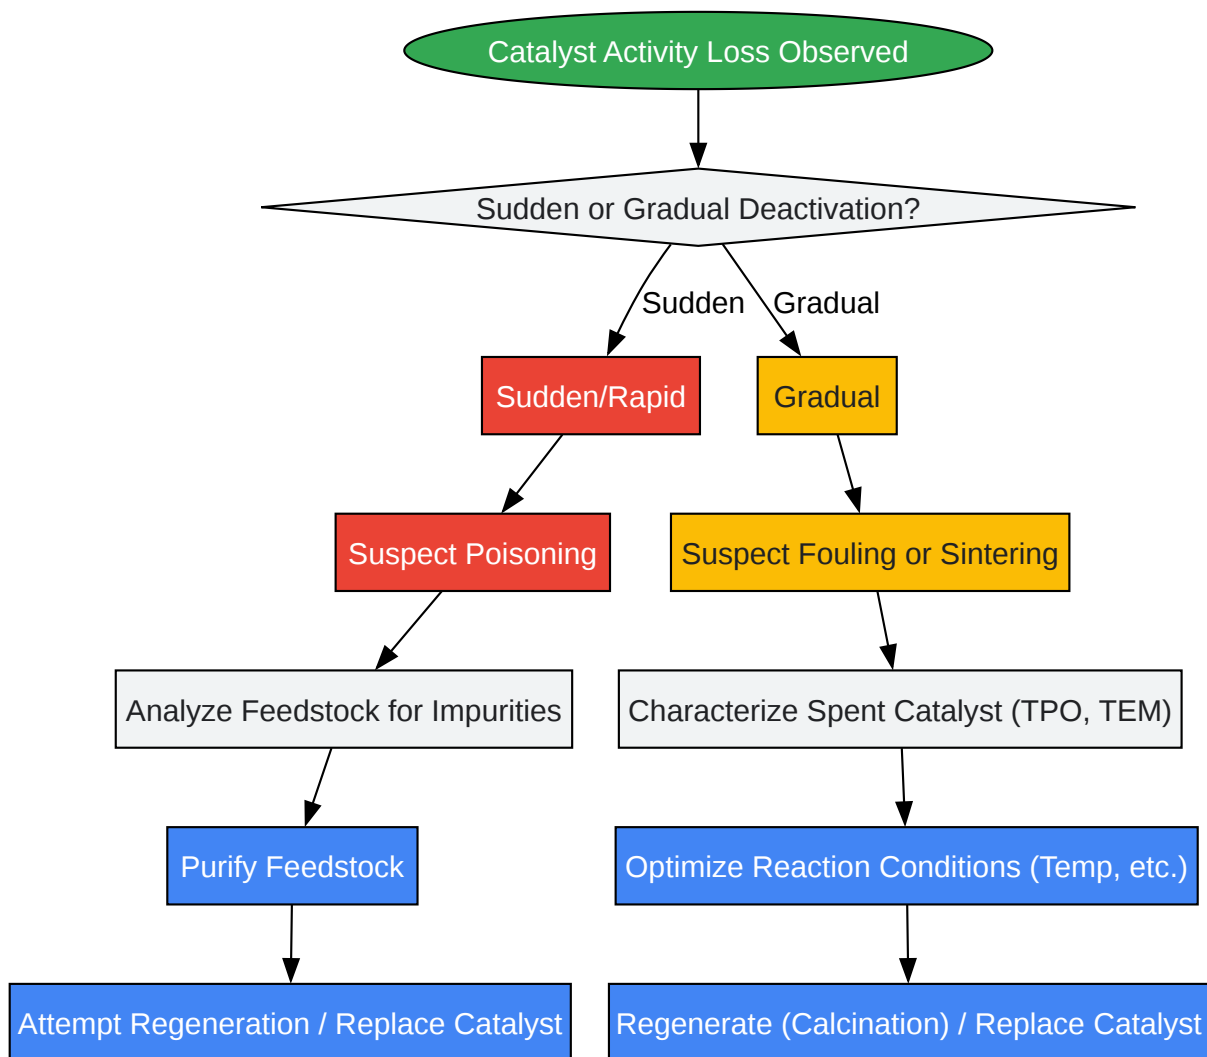 Catalyst Activity Loss Observed
Sudden or Gradual Deactivation?
Sudden
Gradual
Sudden/Rapid
Gradual
Suspect Poisoning
Suspect Fouling or Sintering
Analyze Feedstock for Impurities
Characterize Spent Catalyst (TPO, TEM)
Purify Feedstock
Optimize Reaction Conditions (Temp, etc.)
Attempt Regeneration / Replace Catalyst
Regenerate (Calcination) / Replace Catalyst